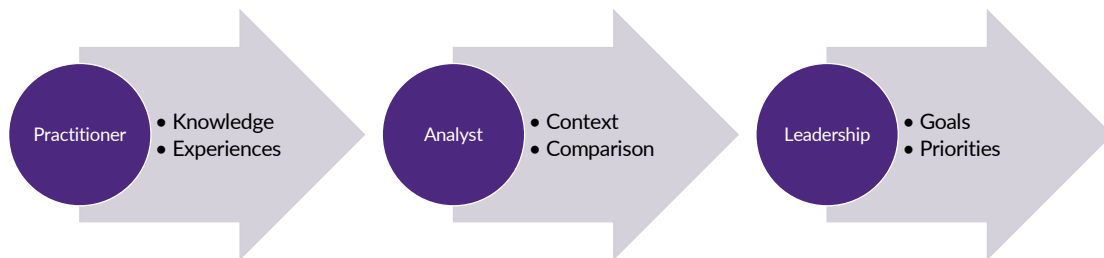 Practitioner
• Knowledge
• Experiences
Analyst
• Context
• Comparison
Leadership
• Goals
• Priorities